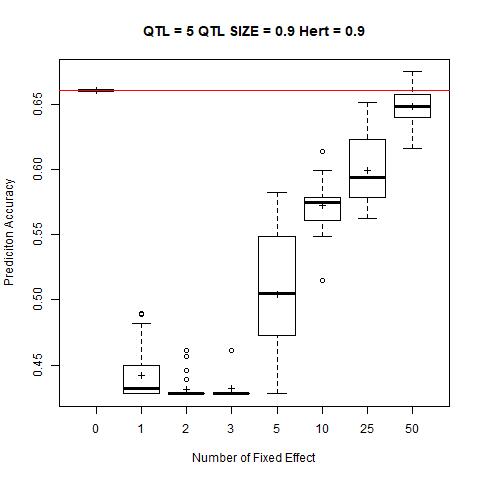 QTL = 5 QTL SIZE = 0.9 Hert = 0.9
Prediciton Accuracy
0.65
0.60
0.55
0.50
0.45
0 1 2 3 5 10 25 50
Number of Fixed Effect